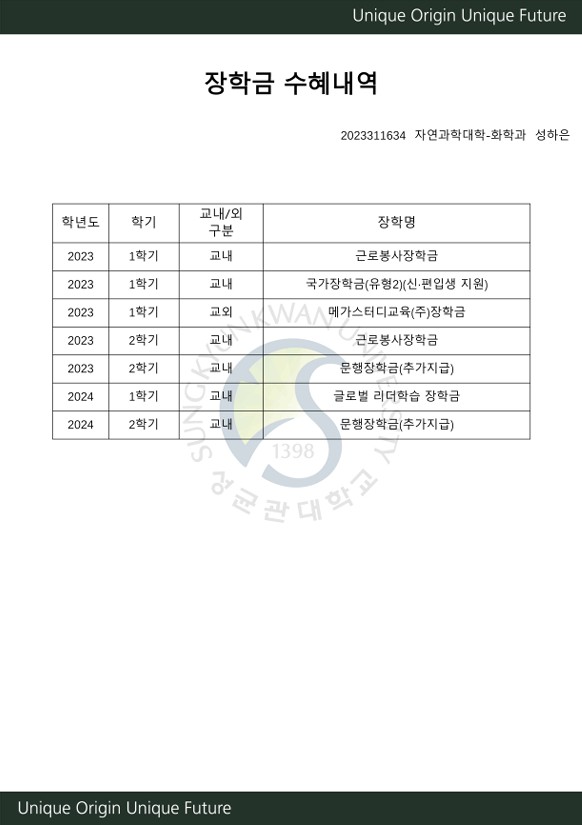 Unique Origin Unique Future
장학금 수혜내역
2023311634 자연과학대학-화학과 성하은
학년도 학기 교내/외 구분 장학명
2023 1학기 교내 근로봉사장학금
2023 1학기 교내 국가장학금(유형2)(신·편입생 지원)
2023 1학기 교외 메가스터디교육(주)장학금
2023 2학기 교내 근로봉사장학금
2023 2학기 교내 문행장학금(추가지급)
2024 1학기 교내 글로벌 리더학습 장학금
2024 2학기 교내 문행장학금(추가지급)
SUNGKYUNKWAN UNIVERSITY
1398
성균관대학교
Unique Origin Unique Future